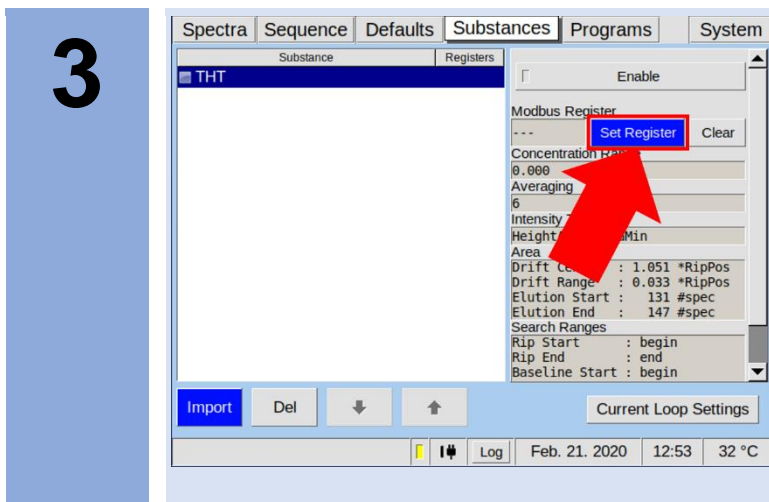 3
Spectra Sequence Defaults Substances Programs System
Substance Registers
THT
Enable
Modbus Register
--- Set Register Clear
Concentration
0.000
Averaging
6
Intensity
Height
Area
Drift : 1.051 *RipPos
Drift Range : 0.033 *RipPos
Elution Start : 131 #spec
Elution End : 147 #spec
Search Ranges
Rip Start : begin
Rip End : end
Baseline Start : begin
Import Del Current Loop Settings
Log Feb. 21. 2020 12:53 32 °C